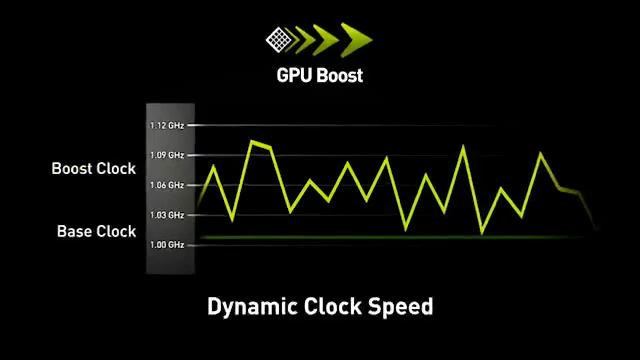 GPU Boost
1.12 GHz
1.09 GHz
Boost Clock
1.06 GHz
1.03 GHz
Base Clock
1.00 GHz
Dynamic Clock Speed